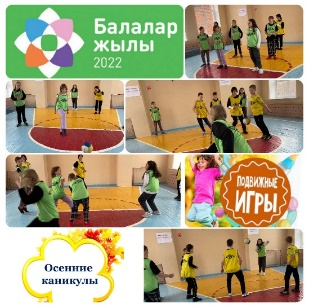 Балалар
жылы
2022
ПОДВИЖНЫЕ
ИГРЫ
Осенние
каникулы